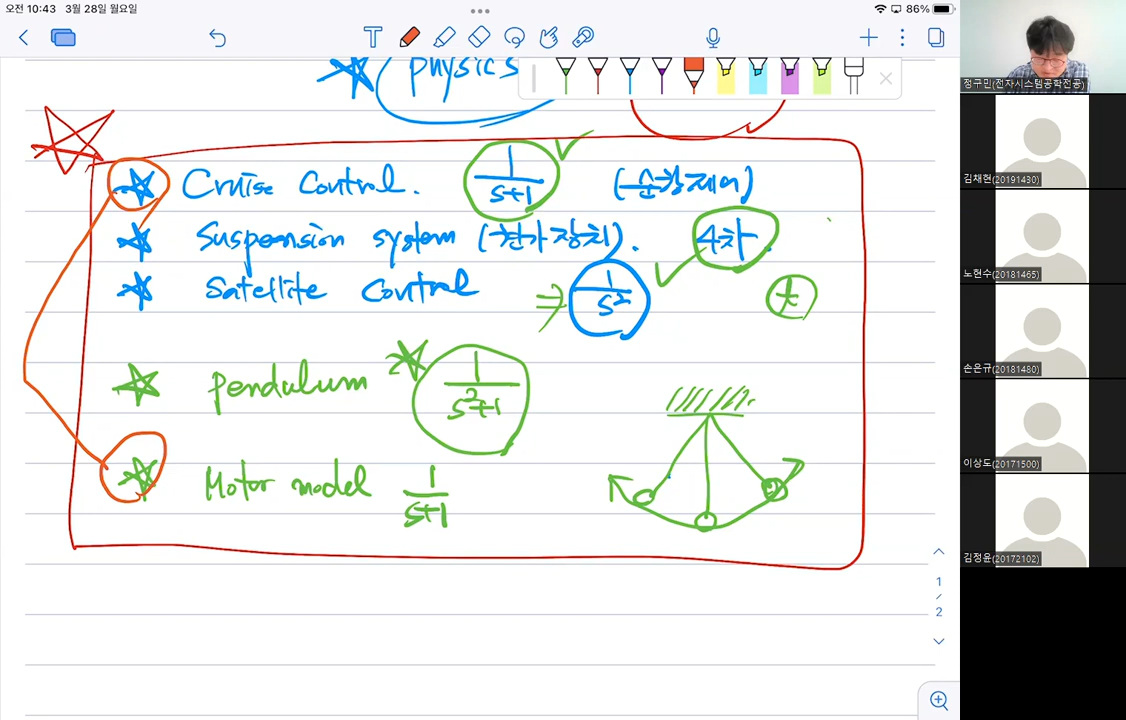 오전 10:43 3월 28일 월요일
86%
physics
Cruise Control. 1/(s+1) (순항제어)
Suspension system (현가장치). 4차
Satellite Control ⇒ 1/s² t
pendulum 1/(s²+1)
Motor model 1/(s+1)
1
2
정구민(전자시스템공학전공)
김채현(20191430)
노현수(20181465)
손은규(20181480)
이상도(20171500)
김정윤(20172102)